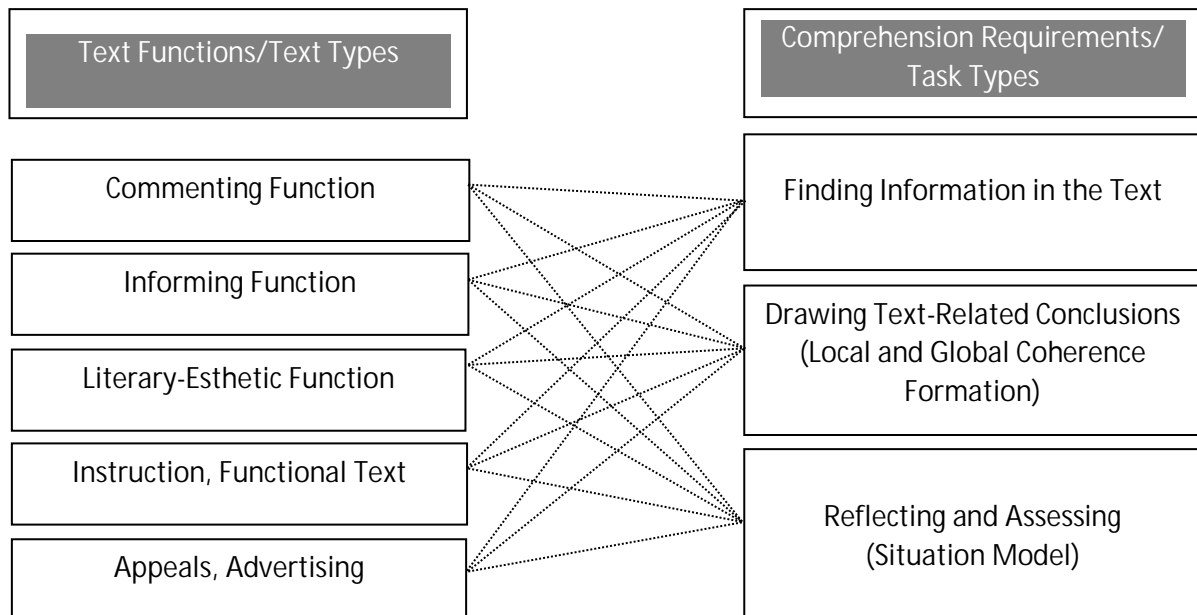 Text Functions/Text Types
Comprehension Requirements/
Task Types
Commenting Function
Informing Function
Literary-Esthetic Function
Instruction, Functional Text
Appeals, Advertising
Finding Information in the Text
Drawing Text-Related Conclusions
(Local and Global Coherence
Formation)
Reflecting and Assessing
(Situation Model)